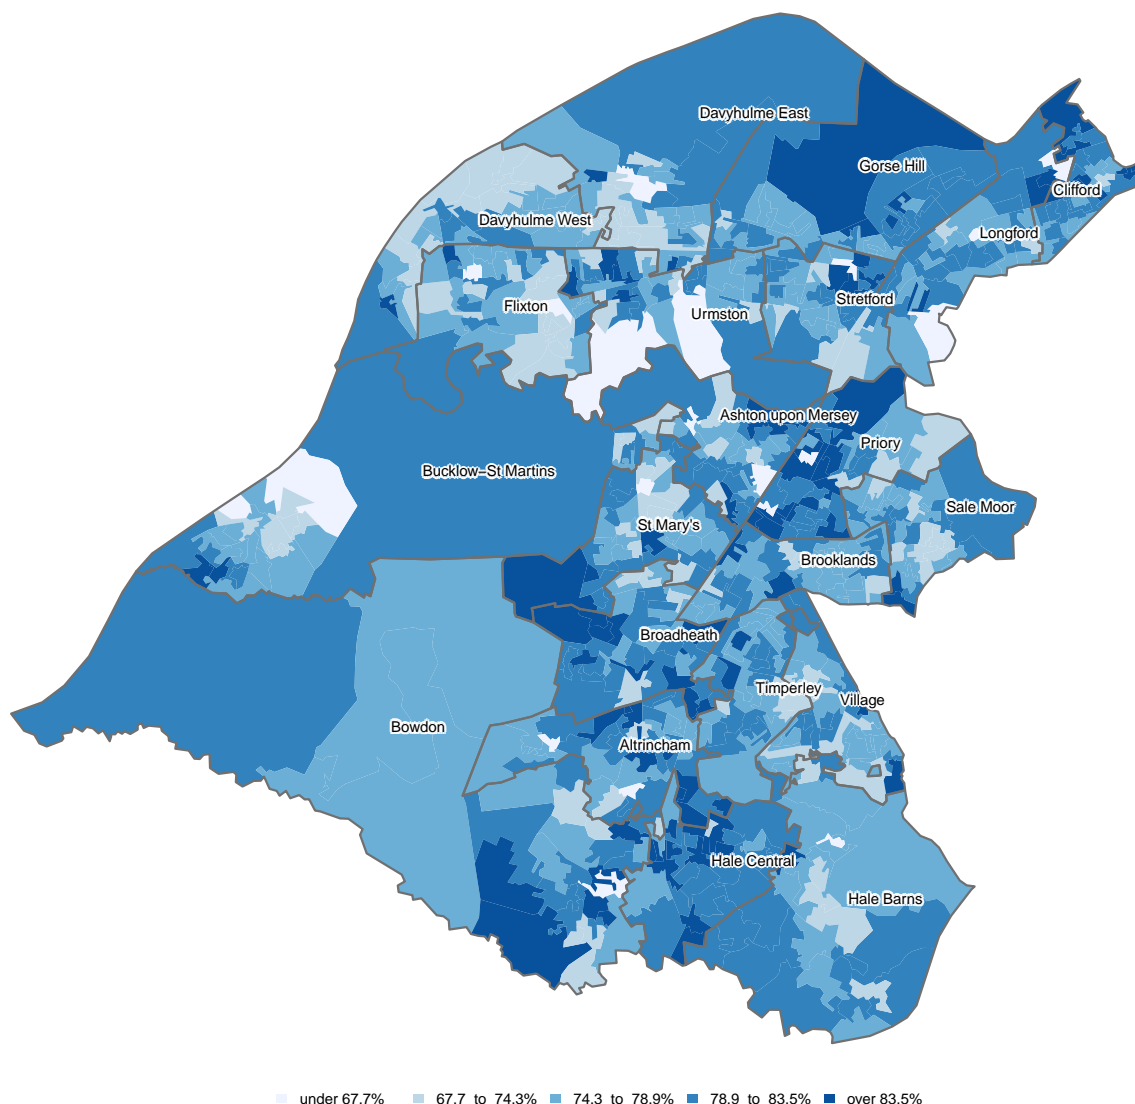 Davyhulme East
Gorse Hill
Clifford
Davyhulme West
Longford
Stretford
Flixton
Urmston
Ashton upon Mersey
Priory
Bucklow–St Martins
Sale Moor
St Mary's
Brooklands
Broadheath
Timperley
Village
Bowdon
Altrincham
Hale Central
Hale Barns
under 67.7% 67.7 to 74.3% 74.3 to 78.9% 78.9 to 83.5% over 83.5%